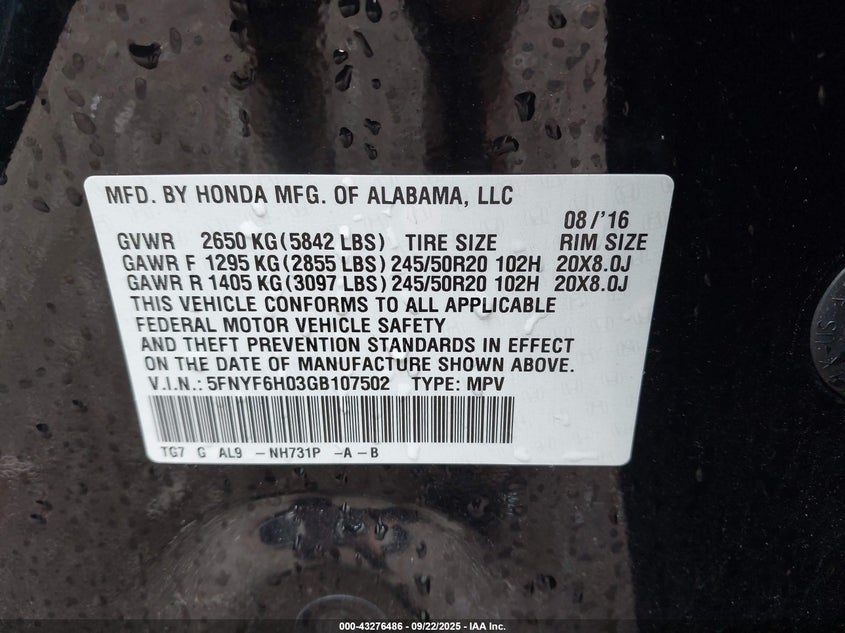 MFD. BY HONDA MFG. OF ALABAMA, LLC
08/'16
GVWR 2650 KG(5842 LBS) TIRE SIZE RIM SIZE
GAWR F 1295 KG(2855 LBS) 245/50R20 102H 20X8.0J
GAWR R 1405 KG(3097 LBS) 245/50R20 102H 20X8.0J
THIS VEHICLE CONFORMS TO ALL APPLICABLE
FEDERAL MOTOR VEHICLE SAFETY
AND THEFT PREVENTION STANDARDS IN EFFECT
ON THE DATE OF MANUFACTURE SHOWN ABOVE.
V.I.N.: 5FNYF6H03GB107502 TYPE: MPV
TG7 G AL9 -NH731P -A-B
000-43276486 - 09/22/2025 - IAA Inc.